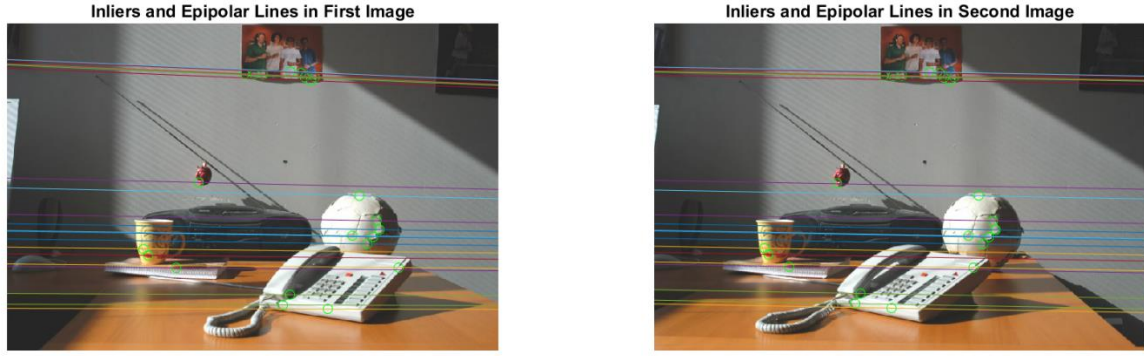 Inliers and Epipolar Lines in First Image
Inliers and Epipolar Lines in Second Image